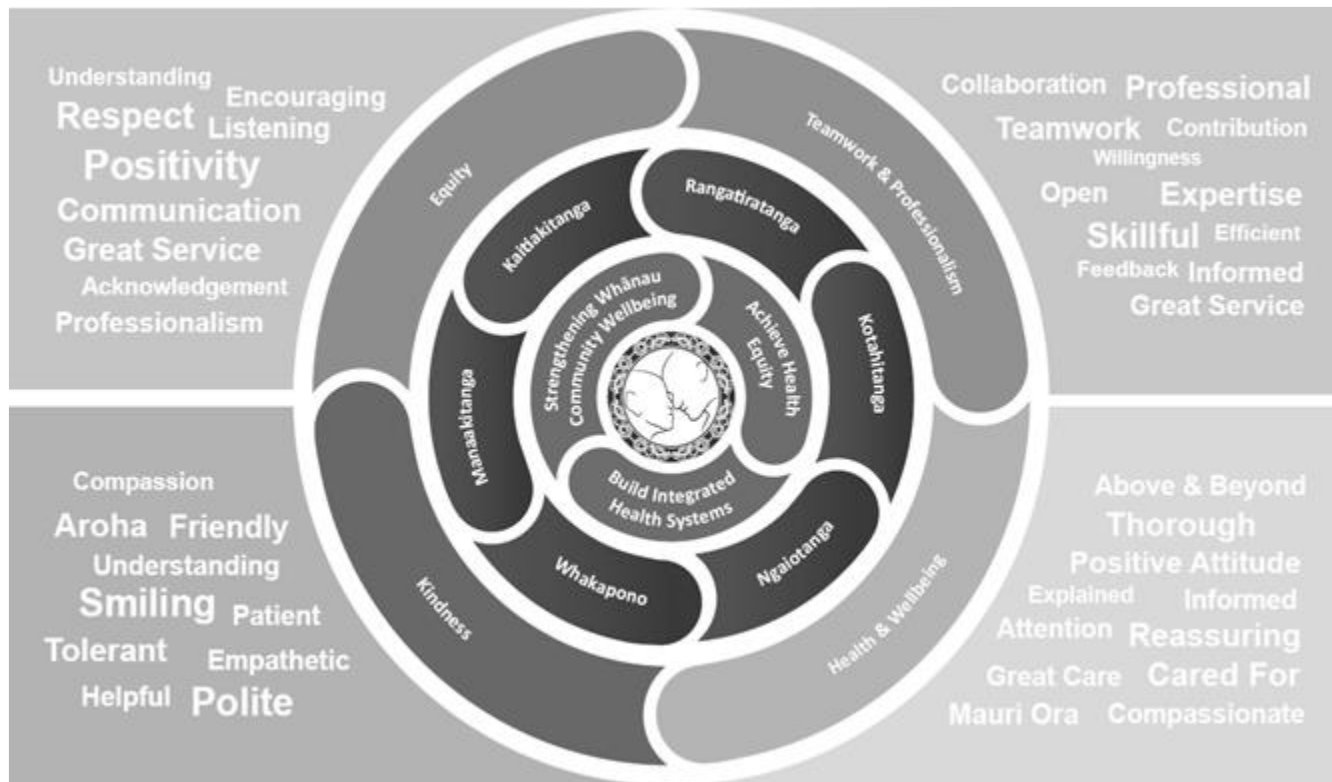 Understanding
Encouraging
Respect
Listening
Positivity
Communication
Great Service
Acknowledgement
Professionalism
Collaboration
Professional
Teamwork
Contribution
Willingness
Open
Expertise
Skillful
Efficient
Feedback
Informed
Great Service
Equity
Teamwork & Professionalism
Kaitiakitanga
Rangatiratanga
Manaakitanga
Kotahitanga
Whakapono
Ngaiotanga
Strengthening Whānau
Community Wellbeing
Achieve Health
Equity
Build Integrated
Health Systems
Kindness
Health & Wellbeing
Compassion
Aroha
Friendly
Understanding
Smiling
Patient
Tolerant
Empathetic
Helpful
Polite
Above & Beyond
Thorough
Positive Attitude
Explained
Informed
Attention
Reassuring
Great Care
Cared For
Mauri Ora
Compassionate